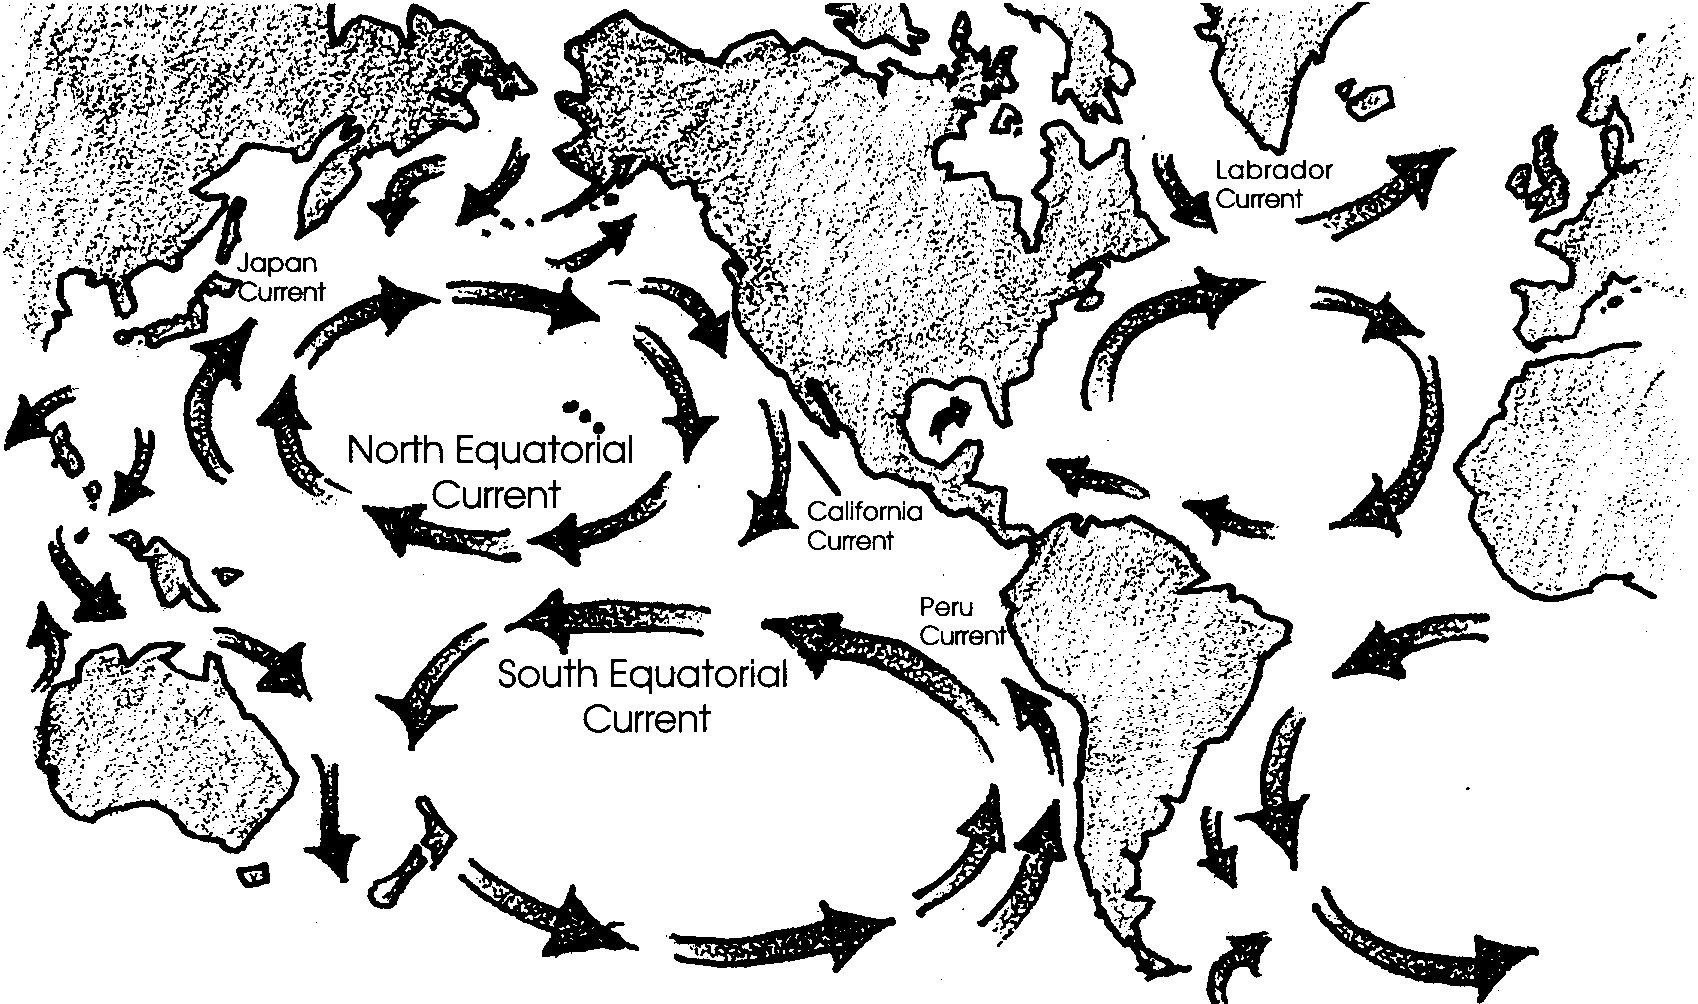 Labrador
Current
Japan
Current
North Equatorial
Current
California
Current
Peru
Current
South Equatorial
Current